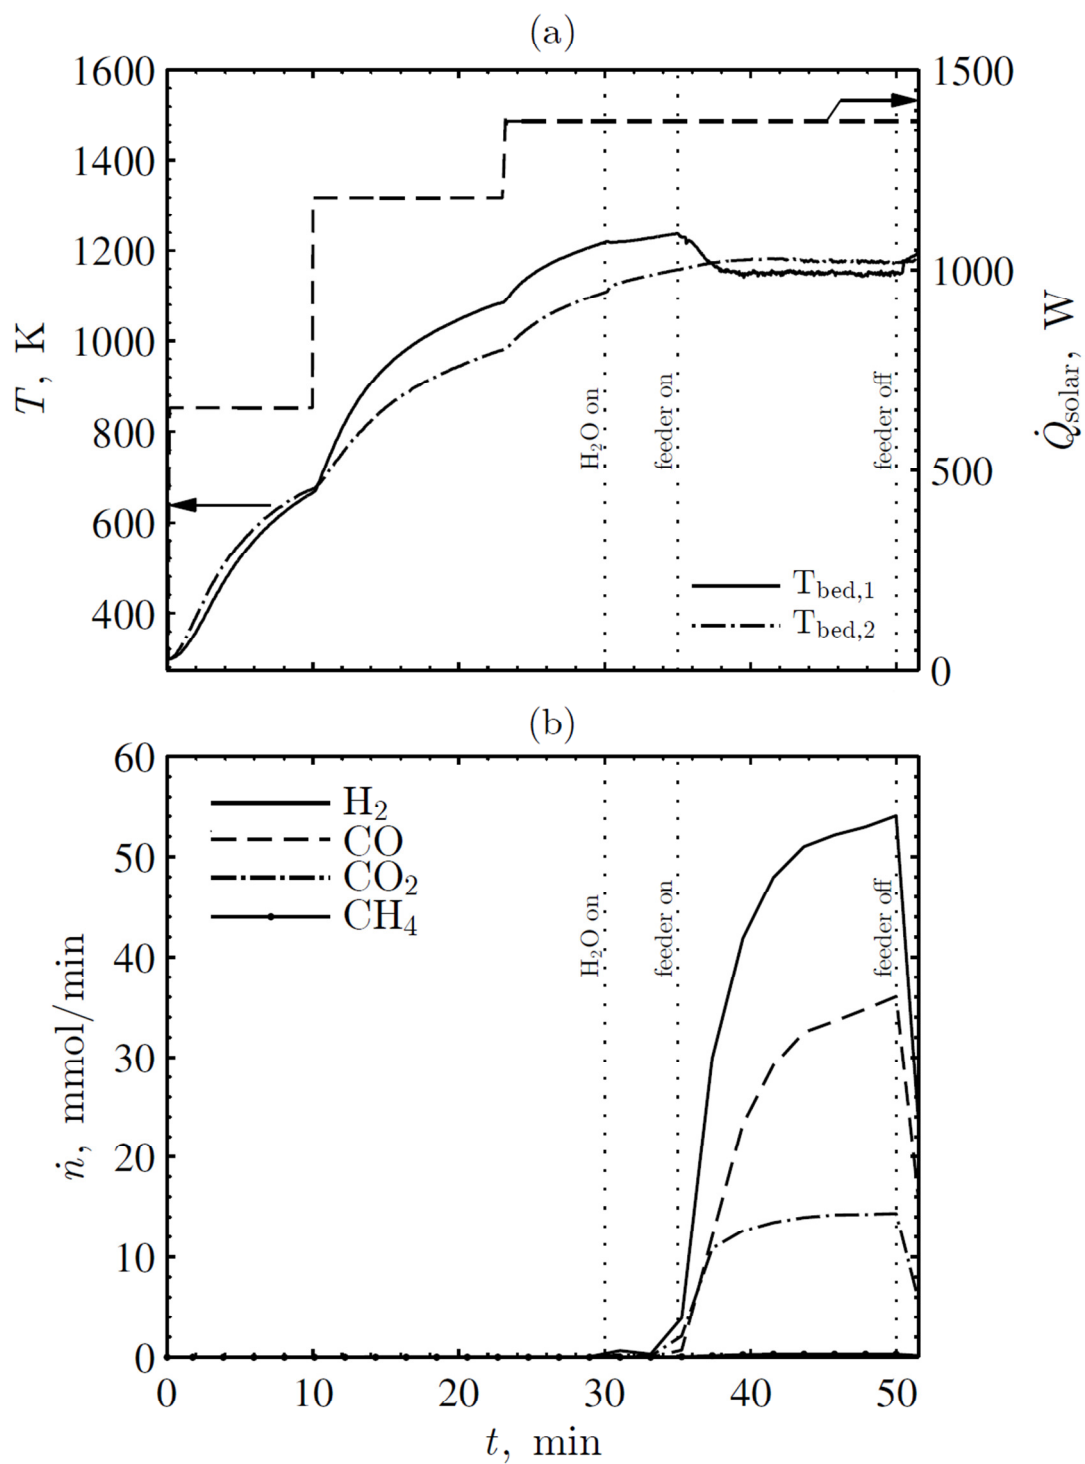 (a)
1600
1400
1200
1000
800
600
400
T, K
1500
1000
500
0
Q̇solar, W
H₂O on
feeder on
feeder off
Tbed,1
Tbed,2
(b)
60
50
40
30
20
10
0
ṅ, mmol/min
H₂
CO
CO₂
CH₄
H₂O on
feeder on
feeder off
0 10 20 30 40 50
t, min